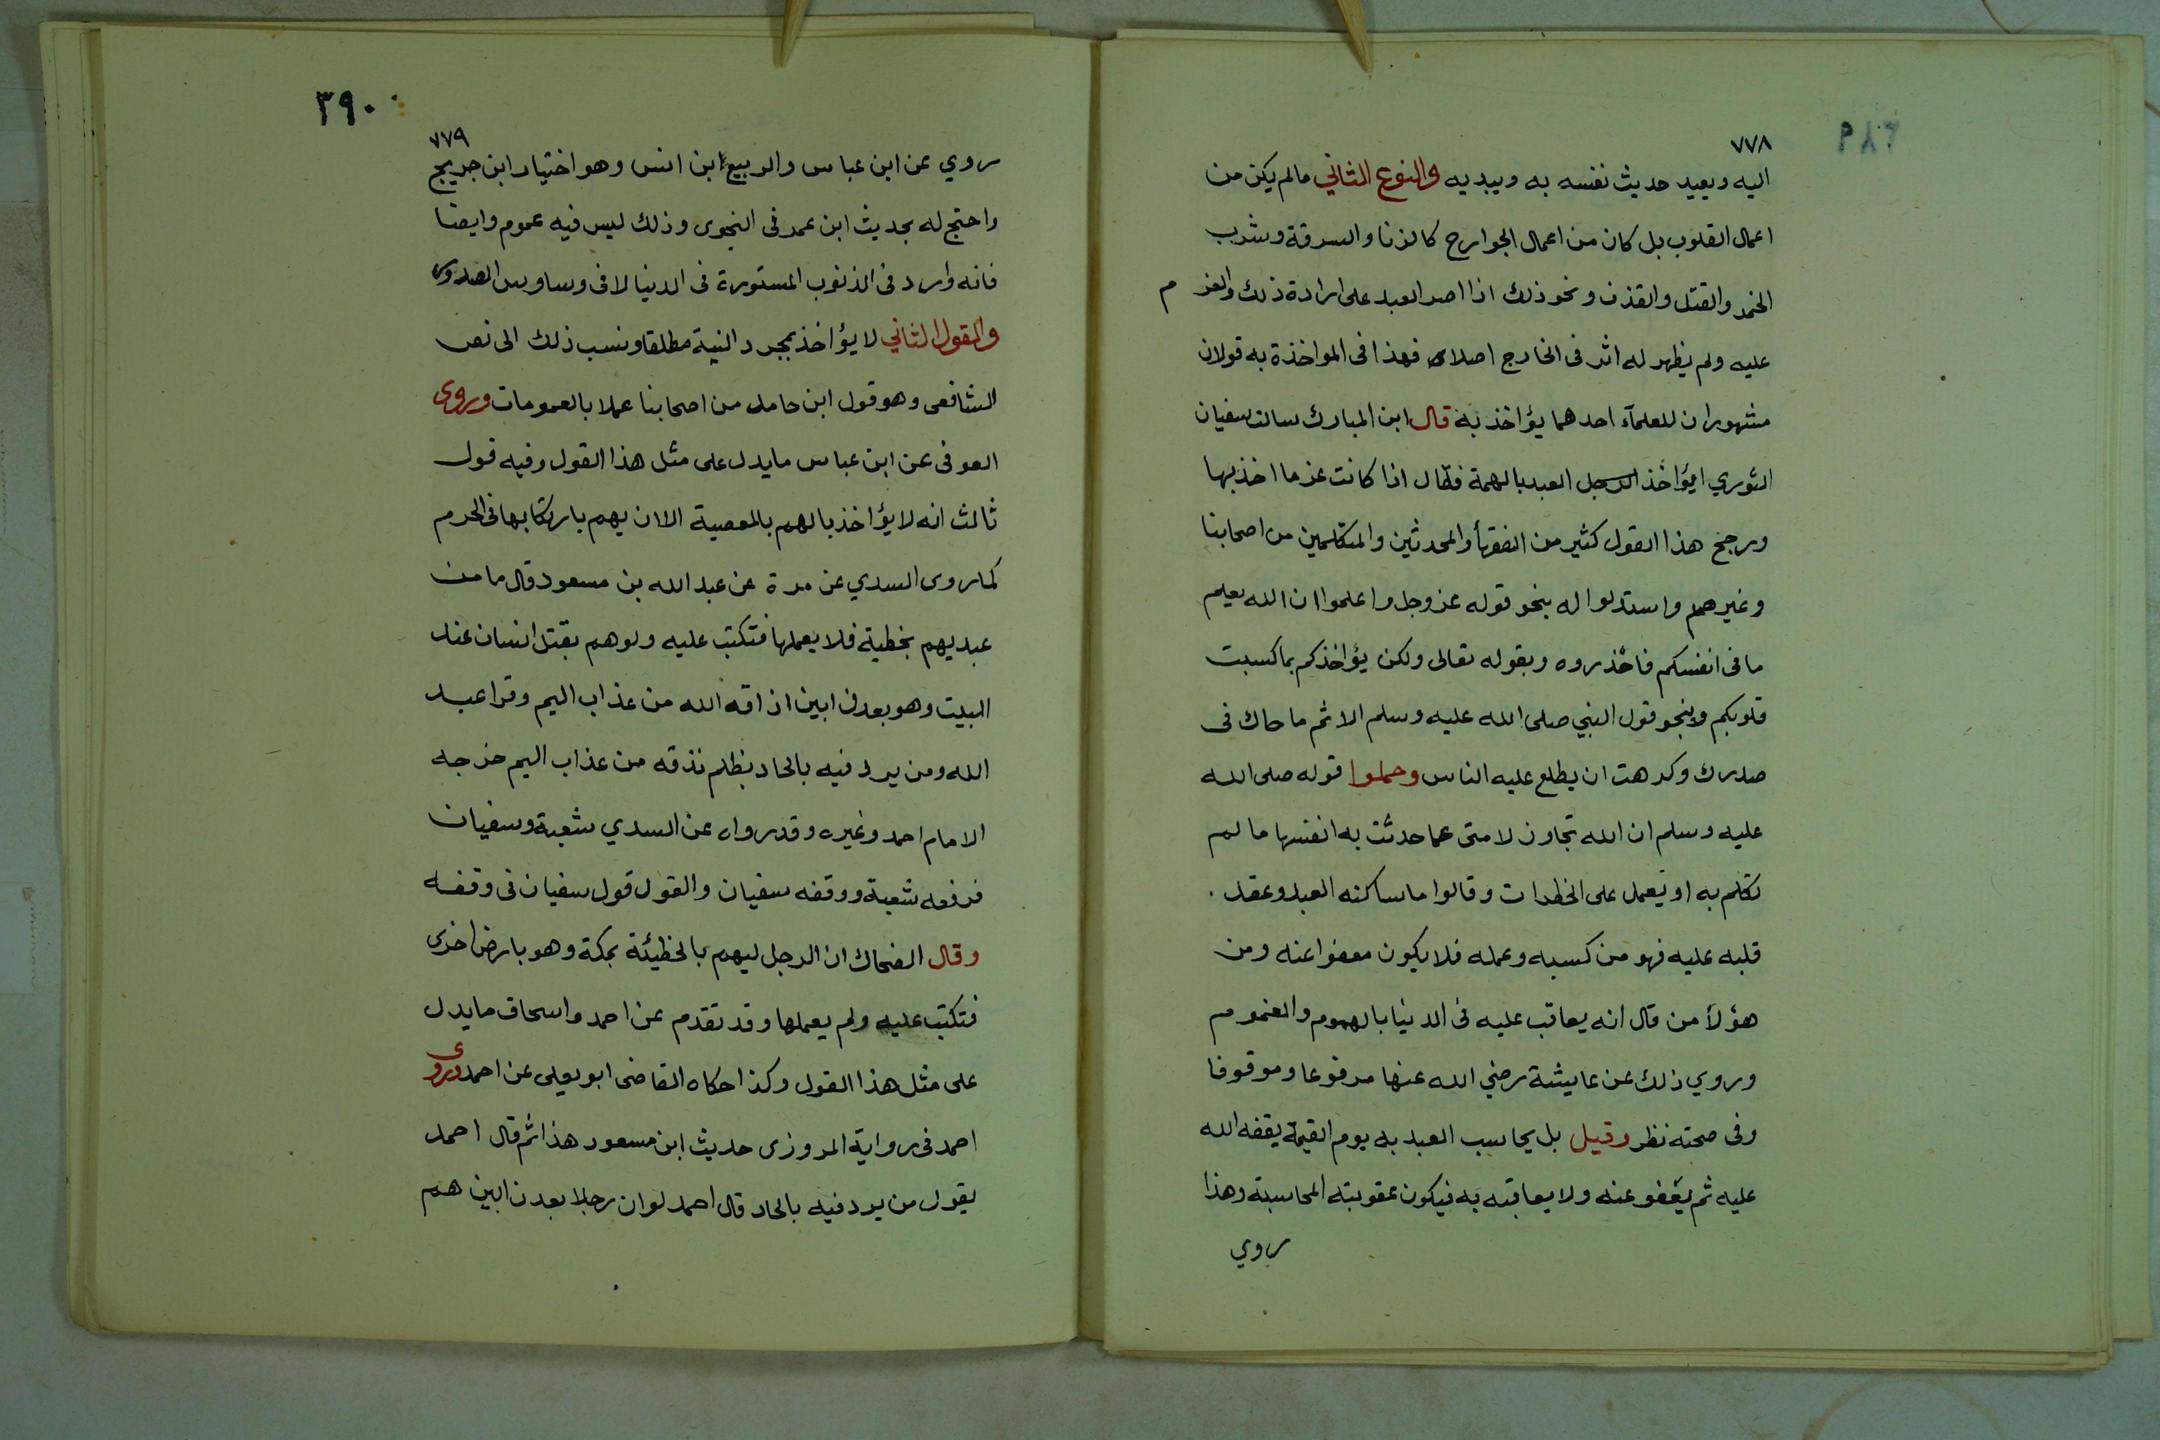 ٧٧٨
اليه ويعيد حديث نفسه به ويبديه والنوع الثاني مالم يكن من
اعمال القلوب بل كان من اعمال الجوارح كالزنا والسرقة وشرب
الخمر والقتل والقذف ونحو ذلك اذا اصر العبد على ارادة ذلك والعزم
عليه ولم يظهر له اثر في الخارج اصلا فهذا في المواخذة به قولان
مشهوران للعلمآء احدهما يؤاخذ به قال ابن المبارك سالت سفيان
الثوري ايؤاخذ العبد بالهمة فقال اذا كانت عزما اخذ بها
ورجح هذا القول كثير من الفقهأ والمحدثين والمتكلمين من اصحابنا
وغيرهم واستدلوا له بنحو قوله عز وجل واعلموا ان الله يعلم
ما في انفسكم فاحذروه وبقوله تعالى ولكن يؤاخذكم بما كسبت
قلوبكم وبنحو قول النبي صلى الله عليه وسلم الاثم ما حاك في
صدرك وكرهت ان يطلع عليه الناس وحملوا قوله صلى الله
عليه وسلم ان الله تجاوز لامتى عما حدثت به انفسها ما لم
تكلم به او تعمل على الخطرات وقالوا ما ساكنه العبد وعقد
قلبه عليه فهو من كسبه وعمله فلا يكون معفوا عنه ومن
هؤلأ من قال انه يعاقب عليه في الدنيا بالهموم والغموم
وروي ذلك عن عايشة رضي الله عنها مرفوعا وموقوفا
وفي صحته نظر وقيل بل يحاسب العبد به يوم القيمة يقفه الله
عليه ثم يعفو عنه ولا يعاقبه به فيكون عقوبته المحاسبة وهذا
روي
٣٩٠
٧٧٩
روي عن ابن عباس والربيع ابن انس وهو اختيار ابن جريج
واحتج له بحديث ابن عمر في النجوى وذلك ليس فيه عموم وايضا
فانه وارد في الذنوب المستورة في الدنيا لا في وساوس الصدور
والقول الثاني لا يؤاخذ بمجرد النية مطلقا ونسب ذلك الى نص
الشافعي وهو قول ابن حامد من اصحابنا عملا بالعمومات وروى
العوفي عن ابن عباس ما يدل على مثل هذا القول وفيه قول
ثالث انه لا يؤاخذ بالهم بالمعصية الا ان يهم بارتكابها في الحرم
كما روى السدي عن مرة عن عبد الله بن مسعود قال ما من
عبد يهم بخطية فلا يعملها فتكتب عليه ولو هم بقتل انسان عند
البيت وهو بعدن ابين اذاقه الله من عذاب اليم وقرا عبد
الله ومن يرد فيه بالحاد بظلم نذقه من عذاب اليم خرجه
الامام احمد وغيره وقد رواه عن السدي شعبة وسفيان
فرفعه شعبة ووقفه سفيان والقول قول سفيان في وقفه
وقال الضحاك ان الرجل ليهم بالخطيئة بمكة وهو بارض اخرى
فتكتب عليه ولم يعملها وقد تقدم عن احمد واسحاق ما يدل
على مثل هذا القول وكذا حكاه القاضي ابو يعلى عن احمد وروى
احمد في رواية المروزى حديث ابن مسعود هذا ثم قال احمد
يقول من يرد فيه بالحاد قال احمد لو ان رجلا بعدن ابين هم